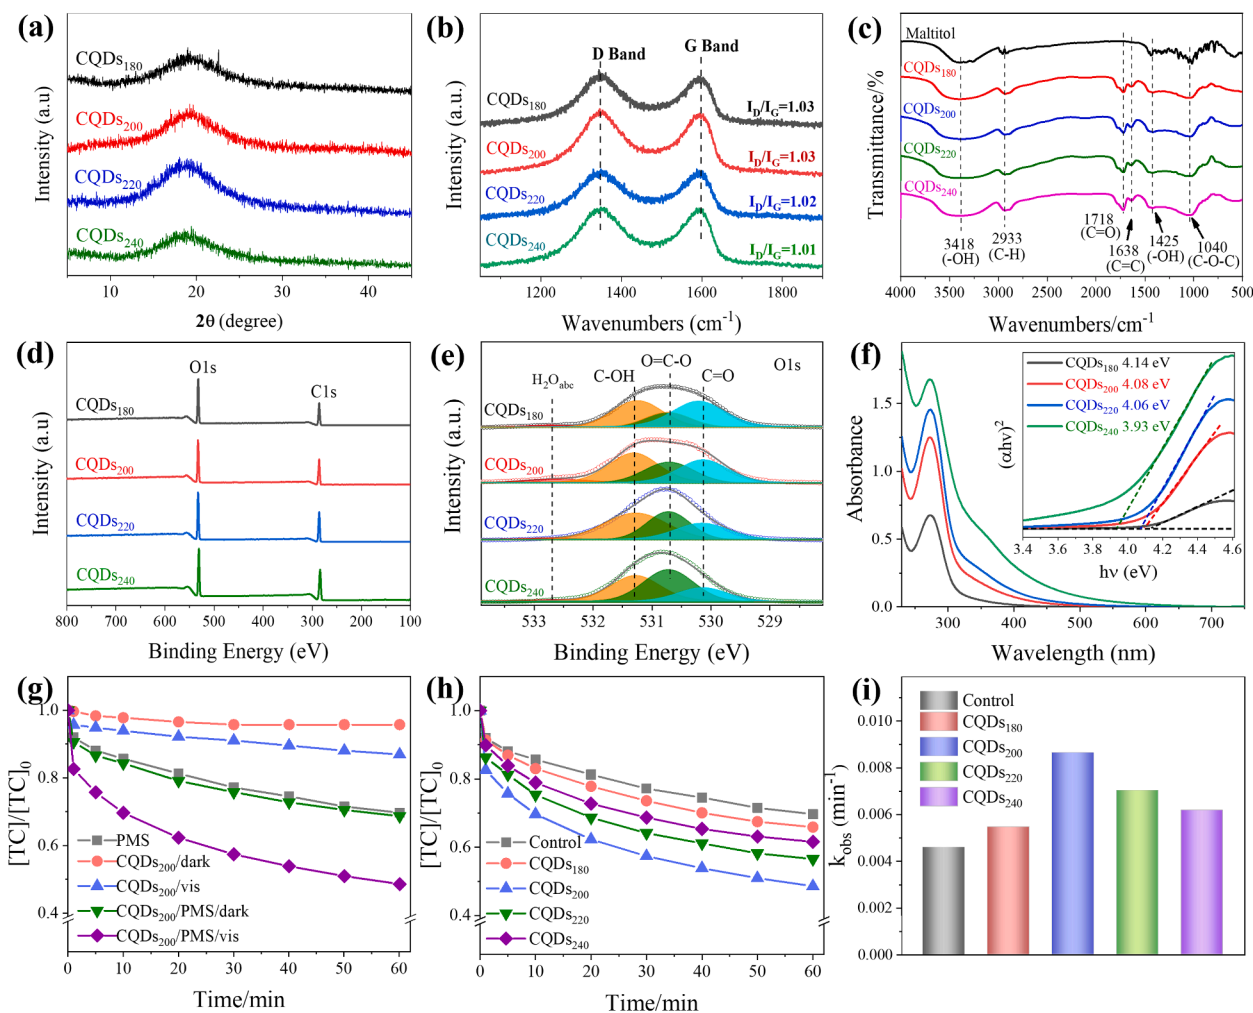 (a)
CQDs180
CQDs200
CQDs220
CQDs240
Intensity (a.u)
10 20 30 40
2θ (degree)
(b)
D Band
G Band
CQDs180
ID/IG=1.03
CQDs200
ID/IG=1.03
CQDs220
ID/IG=1.02
CQDs240
ID/IG=1.01
Intensity (a.u.)
1200 1400 1600 1800
Wavenumbers (cm-1)
(c)
Maltitol
CQDs180
CQDs200
CQDs220
CQDs240
Transmittance/%
3418
(-OH)
2933
(C-H)
1718
(C=O)
1638
(C=C)
1425
(-OH)
1040
(C-O-C)
4000 3500 3000 2500 2000 1500 1000 500
Wavenumbers/cm-1
(d)
O1s
C1s
CQDs180
CQDs200
CQDs220
CQDs240
Intensity (a.u)
800 700 600 500 400 300 200 100
Binding Energy (eV)
(e)
O=C-O
O1s
C-OH
C=O
H2Oabc
CQDs180
CQDs200
CQDs220
CQDs240
Intensity (a.u.)
533 532 531 530 529
Binding Energy (eV)
(f)
CQDs180 4.14 eV
CQDs200 4.08 eV
CQDs220 4.06 eV
CQDs240 3.93 eV
(αhν)2
3.4 3.6 3.8 4.0 4.2 4.4 4.6
hν (eV)
Absorbance
1.5
1.0
0.5
0.0
300 400 500 600 700
Wavelength (nm)
(g)
[TC]/[TC]0
1.0
0.8
0.6
0.4
PMS
CQDs200/dark
CQDs200/vis
CQDs200/PMS/dark
CQDs200/PMS/vis
0 10 20 30 40 50 60
Time/min
(h)
[TC]/[TC]0
1.0
0.8
0.6
0.4
Control
CQDs180
CQDs200
CQDs220
CQDs240
0 10 20 30 40 50 60
Time/min
(i)
kobs (min-1)
0.010
0.008
0.006
0.004
0.002
0.000
Control
CQDs180
CQDs200
CQDs220
CQDs240